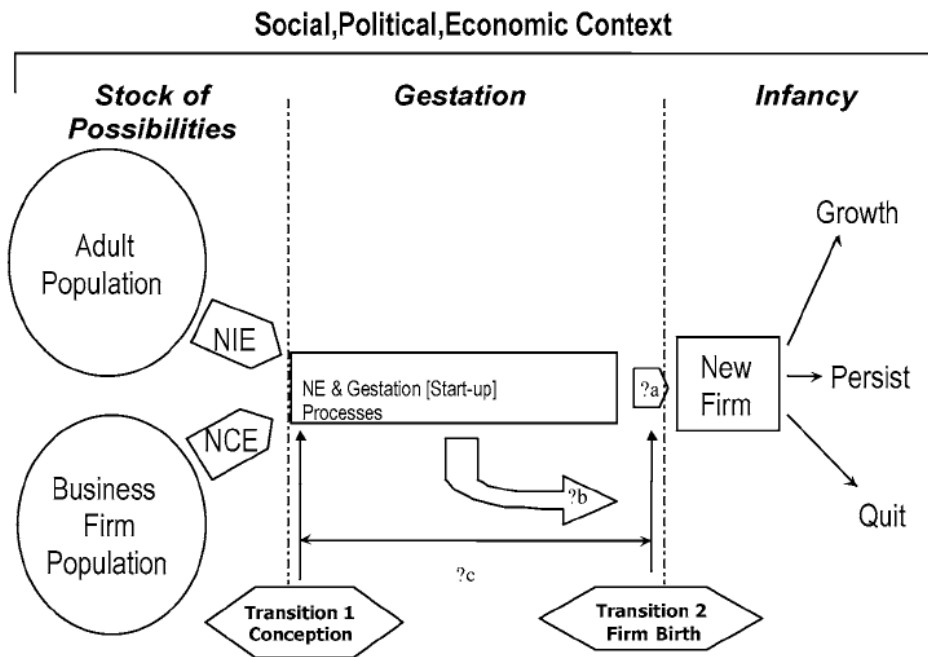 Social,Political,Economic Context
Stock of
Possibilities
Gestation
Infancy
Adult
Population
NIE
NCE
Business
Firm
Population
NE & Gestation [Start-up]
Processes
?a
?b
?c
New
Firm
Growth
Persist
Quit
Transition 1
Conception
Transition 2
Firm Birth